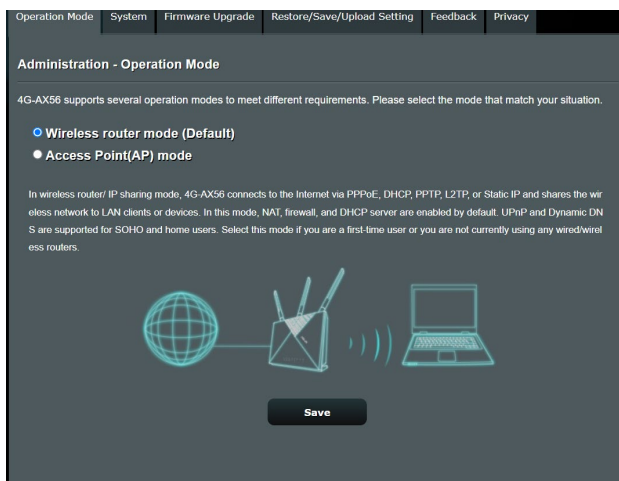 Operation Mode System Firmware Upgrade Restore/Save/Upload Setting Feedback Privacy
Administration - Operation Mode
4G-AX56 supports several operation modes to meet different requirements. Please select the mode that match your situation.
Wireless router mode (Default)
Access Point(AP) mode
In wireless router/ IP sharing mode, 4G-AX56 connects to the Internet via PPPoE, DHCP, PPTP, L2TP, or Static IP and shares the wir
eless network to LAN clients or devices. In this mode, NAT, firewall, and DHCP server are enabled by default. UPnP and Dynamic DN
S are supported for SOHO and home users. Select this mode if you are a first-time user or you are not currently using any wired/wirel
ess routers.
Save